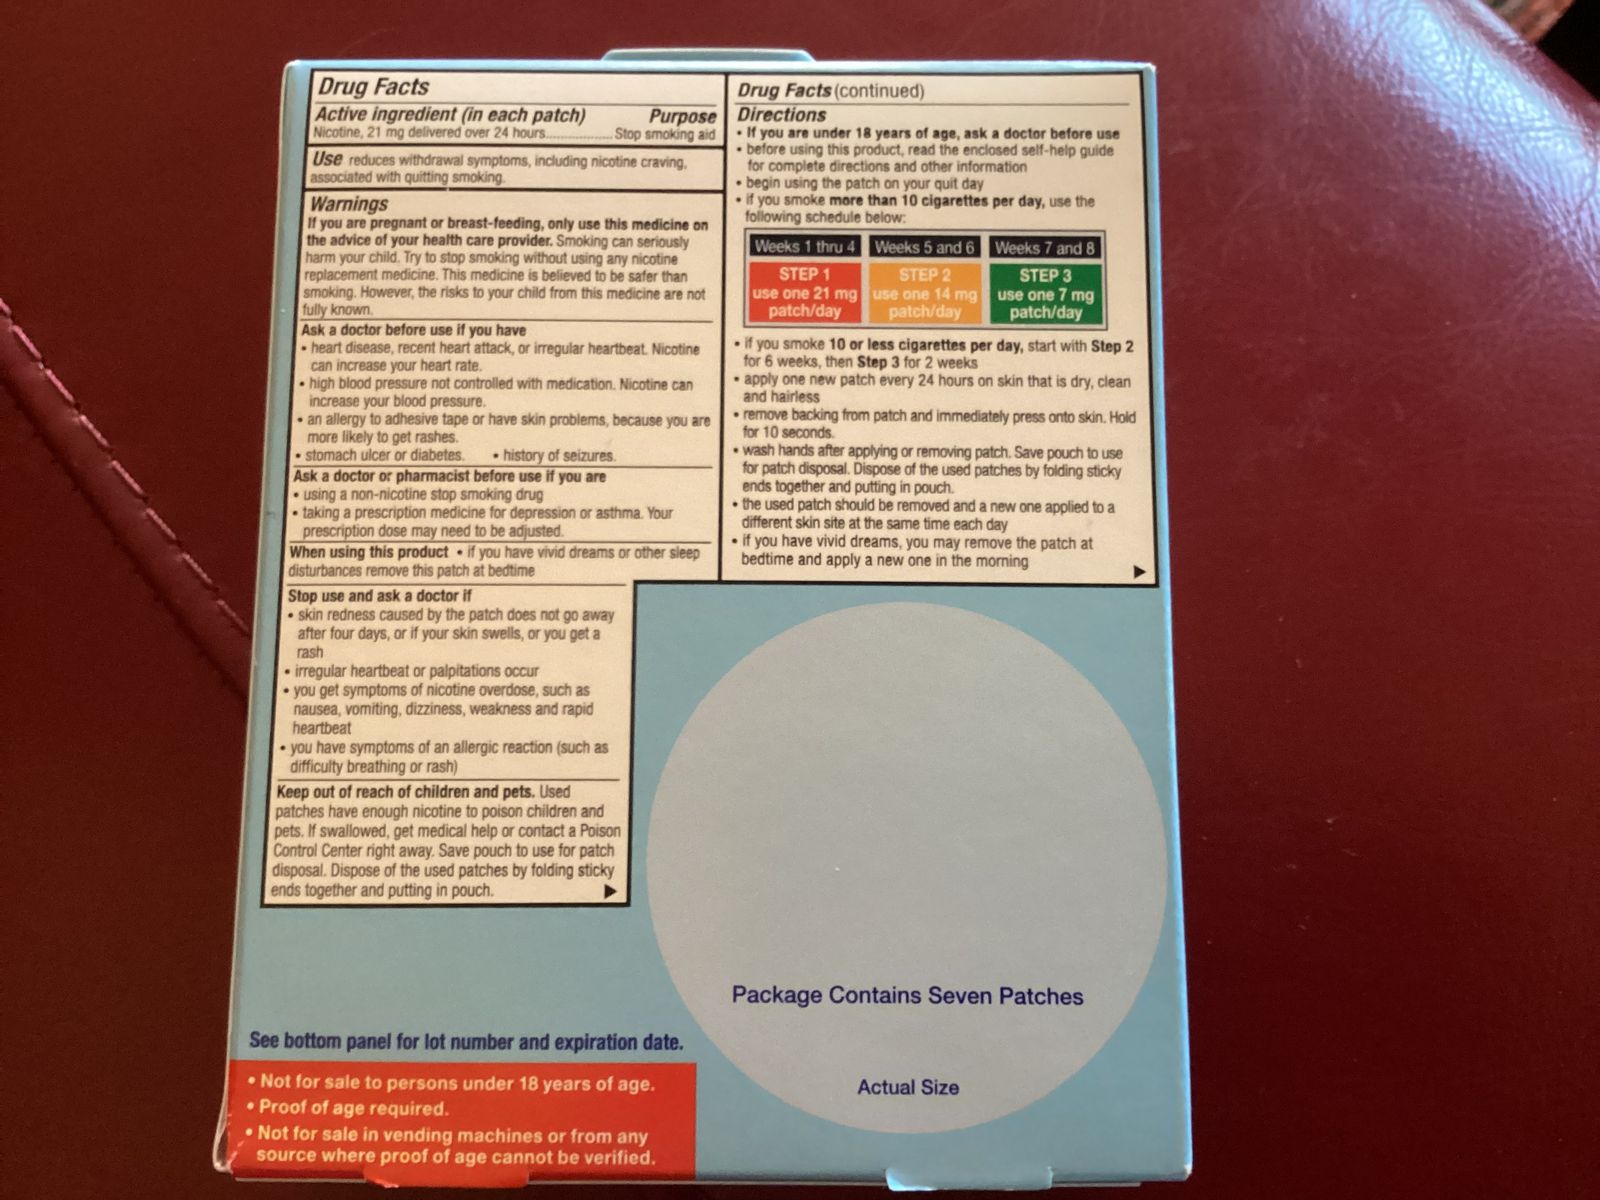 Drug Facts
Active ingredient (in each patch) Purpose
Nicotine, 21 mg delivered over 24 hours.................... Stop smoking aid
Use reduces withdrawal symptoms, including nicotine craving,
associated with quitting smoking.
Warnings
If you are pregnant or breast-feeding, only use this medicine on
the advice of your health care provider. Smoking can seriously
harm your child. Try to stop smoking without using any nicotine
replacement medicine. This medicine is believed to be safer than
smoking. However, the risks to your child from this medicine are not
fully known.
Ask a doctor before use if you have
• heart disease, recent heart attack, or irregular heartbeat. Nicotine
can increase your heart rate.
• high blood pressure not controlled with medication. Nicotine can
increase your blood pressure.
• an allergy to adhesive tape or have skin problems, because you are
more likely to get rashes.
• stomach ulcer or diabetes. • history of seizures.
Ask a doctor or pharmacist before use if you are
• using a non-nicotine stop smoking drug
• taking a prescription medicine for depression or asthma. Your
prescription dose may need to be adjusted.
When using this product • if you have vivid dreams or other sleep
disturbances remove this patch at bedtime
Stop use and ask a doctor if
• skin redness caused by the patch does not go away
after four days, or if your skin swells, or you get a
rash
• irregular heartbeat or palpitations occur
• you get symptoms of nicotine overdose, such as
nausea, vomiting, dizziness, weakness and rapid
heartbeat
• you have symptoms of an allergic reaction (such as
difficulty breathing or rash)
Keep out of reach of children and pets. Used
patches have enough nicotine to poison children and
pets. If swallowed, get medical help or contact a Poison
Control Center right away. Save pouch to use for patch
disposal. Dispose of the used patches by folding sticky
ends together and putting in pouch.
Drug Facts (continued)
Directions
• If you are under 18 years of age, ask a doctor before use
• before using this product, read the enclosed self-help guide
for complete directions and other information
• begin using the patch on your quit day
• if you smoke more than 10 cigarettes per day, use the
following schedule below:
Weeks 1 thru 4 Weeks 5 and 6 Weeks 7 and 8
STEP 1 STEP 2 STEP 3
use one 21 mg use one 14 mg use one 7 mg
patch/day patch/day patch/day
• if you smoke 10 or less cigarettes per day, start with Step 2
for 6 weeks, then Step 3 for 2 weeks
• apply one new patch every 24 hours on skin that is dry, clean
and hairless
• remove backing from patch and immediately press onto skin. Hold
for 10 seconds.
• wash hands after applying or removing patch. Save pouch to use
for patch disposal. Dispose of the used patches by folding sticky
ends together and putting in pouch.
• the used patch should be removed and a new one applied to a
different skin site at the same time each day
• if you have vivid dreams, you may remove the patch at
bedtime and apply a new one in the morning
Package Contains Seven Patches
Actual Size
See bottom panel for lot number and expiration date.
• Not for sale to persons under 18 years of age.
• Proof of age required.
• Not for sale in vending machines or from any
source where proof of age cannot be verified.